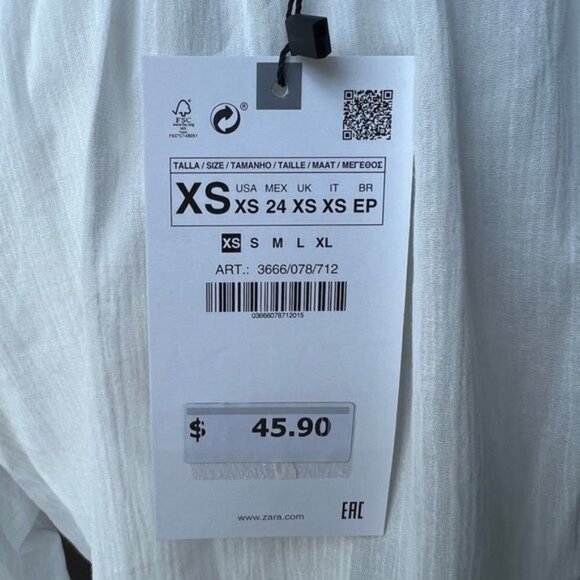 FSC
TALLA / SIZE / TAMANHO / TAILLE / MAAT / ΜΕΓΕΘΟΣ
XS
USA MEX UK IT BR
XS 24 XS XS EP
XS S M L XL
ART.: 3666/078/712
03666078712015
$ 45.90
www.zara.com
EAC